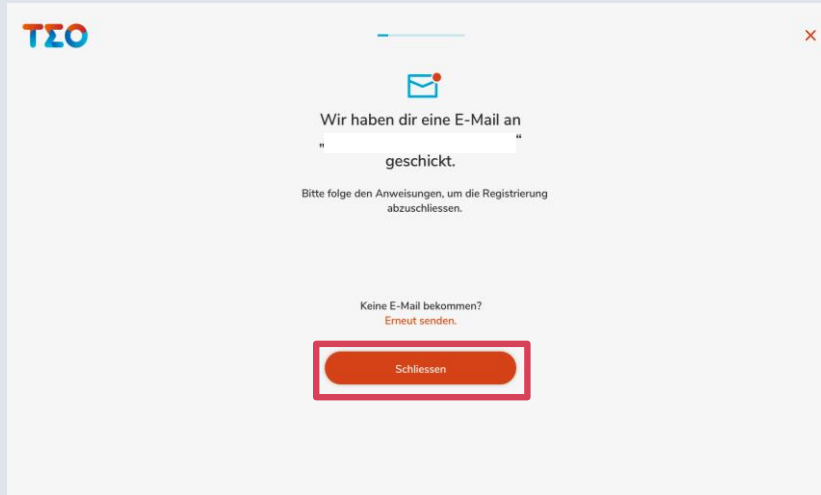 TΣO
Wir haben dir eine E-Mail an
„ “
geschickt.
Bitte folge den Anweisungen, um die Registrierung
abzuschliessen.
Keine E-Mail bekommen?
Erneut senden.
Schliessen